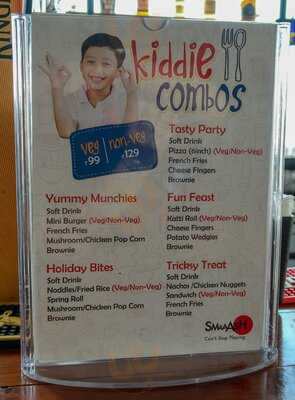 kiddie
combos
Veg
₹99
non-veg
₹129
Tasty Party
Soft Drink
Pizza (6inch) (Veg/Non-Veg)
French Fries
Cheese Fingers
Brownie
Yummy Munchies
Soft Drink
Mini Burger (Veg/Non-Veg)
French Fries
Mushroom/Chicken Pop Corn
Brownie
Fun Feast
Soft Drink
Katti Roll (Veg/Non-Veg)
Cheese Fingers
Potato Wedgies
Brownie
Holiday Bites
Soft Drink
Noddles/Fried Rice (Veg/Non-Veg)
Spring Roll
Mushroom/Chicken Pop Corn
Brownie
Tricksy Treat
Soft Drink
Nachos /Chicken Nuggets
Sandwich (Veg/Non-Veg)
French Fries
Brownie
SMAAASH
Can't Stop Playing